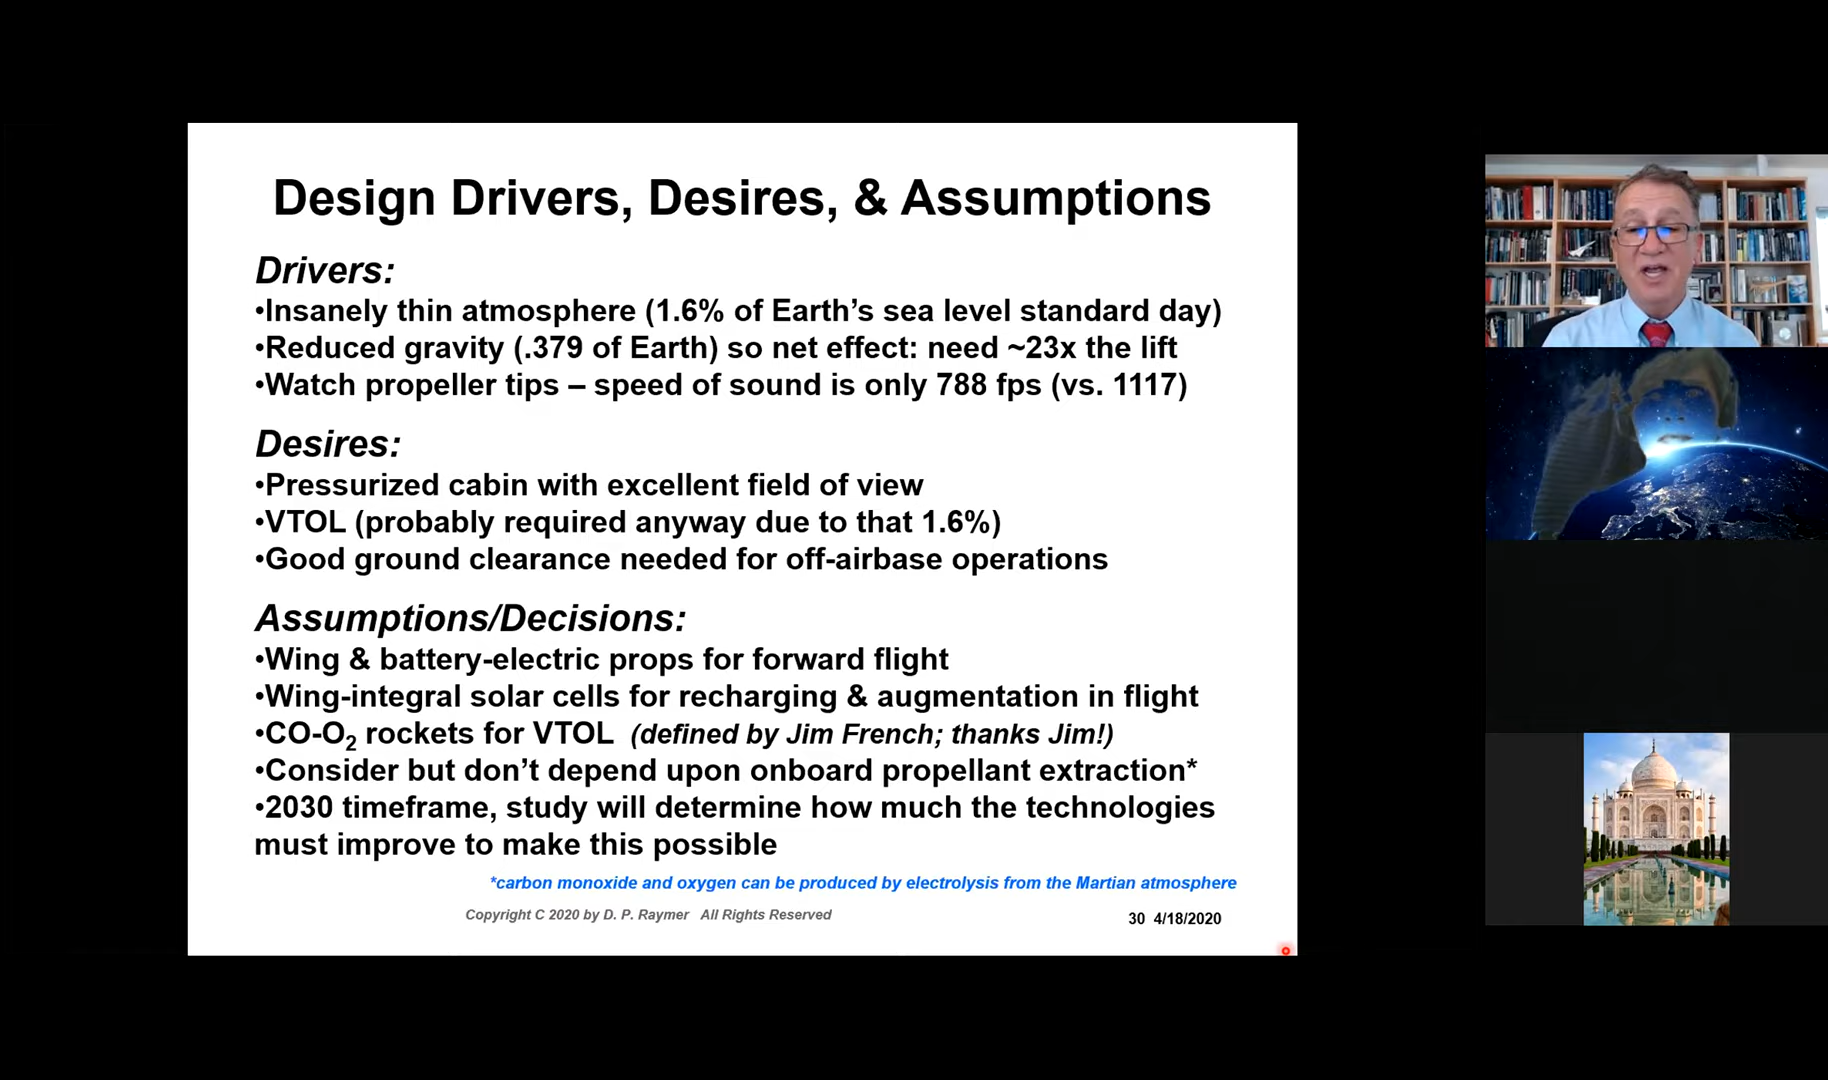 Design Drivers, Desires, & Assumptions
Drivers:
•Insanely thin atmosphere (1.6% of Earth’s sea level standard day)
•Reduced gravity (.379 of Earth) so net effect: need ~23x the lift
•Watch propeller tips – speed of sound is only 788 fps (vs. 1117)
Desires:
•Pressurized cabin with excellent field of view
•VTOL (probably required anyway due to that 1.6%)
•Good ground clearance needed for off-airbase operations
Assumptions/Decisions:
•Wing & battery-electric props for forward flight
•Wing-integral solar cells for recharging & augmentation in flight
•CO-O₂ rockets for VTOL (defined by Jim French; thanks Jim!)
•Consider but don’t depend upon onboard propellant extraction*
•2030 timeframe, study will determine how much the technologies
must improve to make this possible
*carbon monoxide and oxygen can be produced by electrolysis from the Martian atmosphere
Copyright C 2020 by D. P. Raymer All Rights Reserved
30 4/18/2020